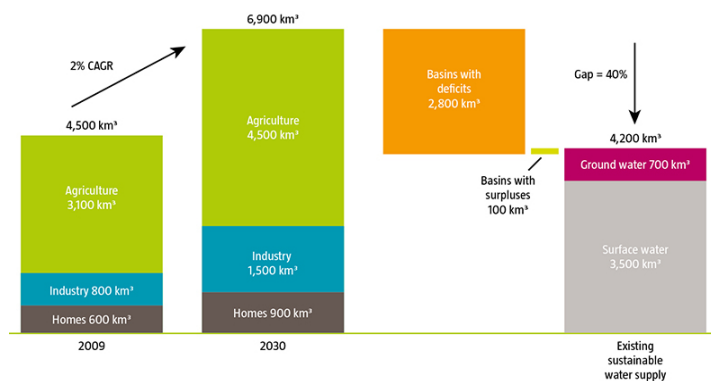 6,900 km³
2% CAGR
4,500 km³
Agriculture
3,100 km³
Industry 800 km³
Homes 600 km³
2009
Agriculture
4,500 km³
Industry
1,500 km³
Homes 900 km³
2030
Basins with
deficits
2,800 km³
Basins with
surpluses
100 km³
Gap = 40%
4,200 km³
Ground water 700 km³
Surface water
3,500 km³
Existing
sustainable
water supply